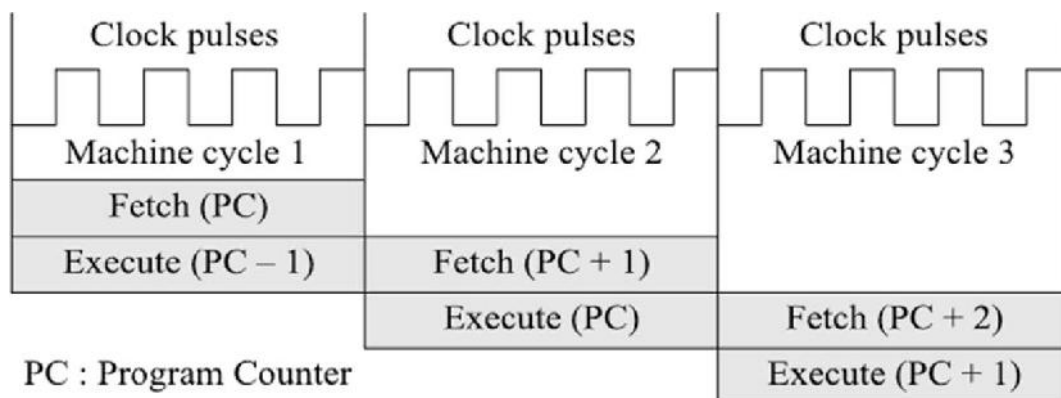 Clock pulses Clock pulses Clock pulses
Machine cycle 1 Machine cycle 2 Machine cycle 3
Fetch (PC)
Execute (PC – 1) Fetch (PC + 1)
Execute (PC) Fetch (PC + 2)
PC : Program Counter Execute (PC + 1)